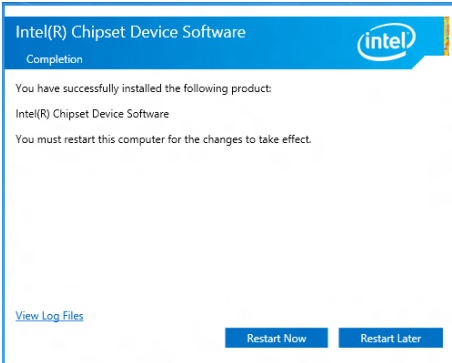 Intel(R) Chipset Device Software
intel
Completion
You have successfully installed the following product:
Intel(R) Chipset Device Software
You must restart this computer for the changes to take effect.
View Log Files
Restart Now
Restart Later